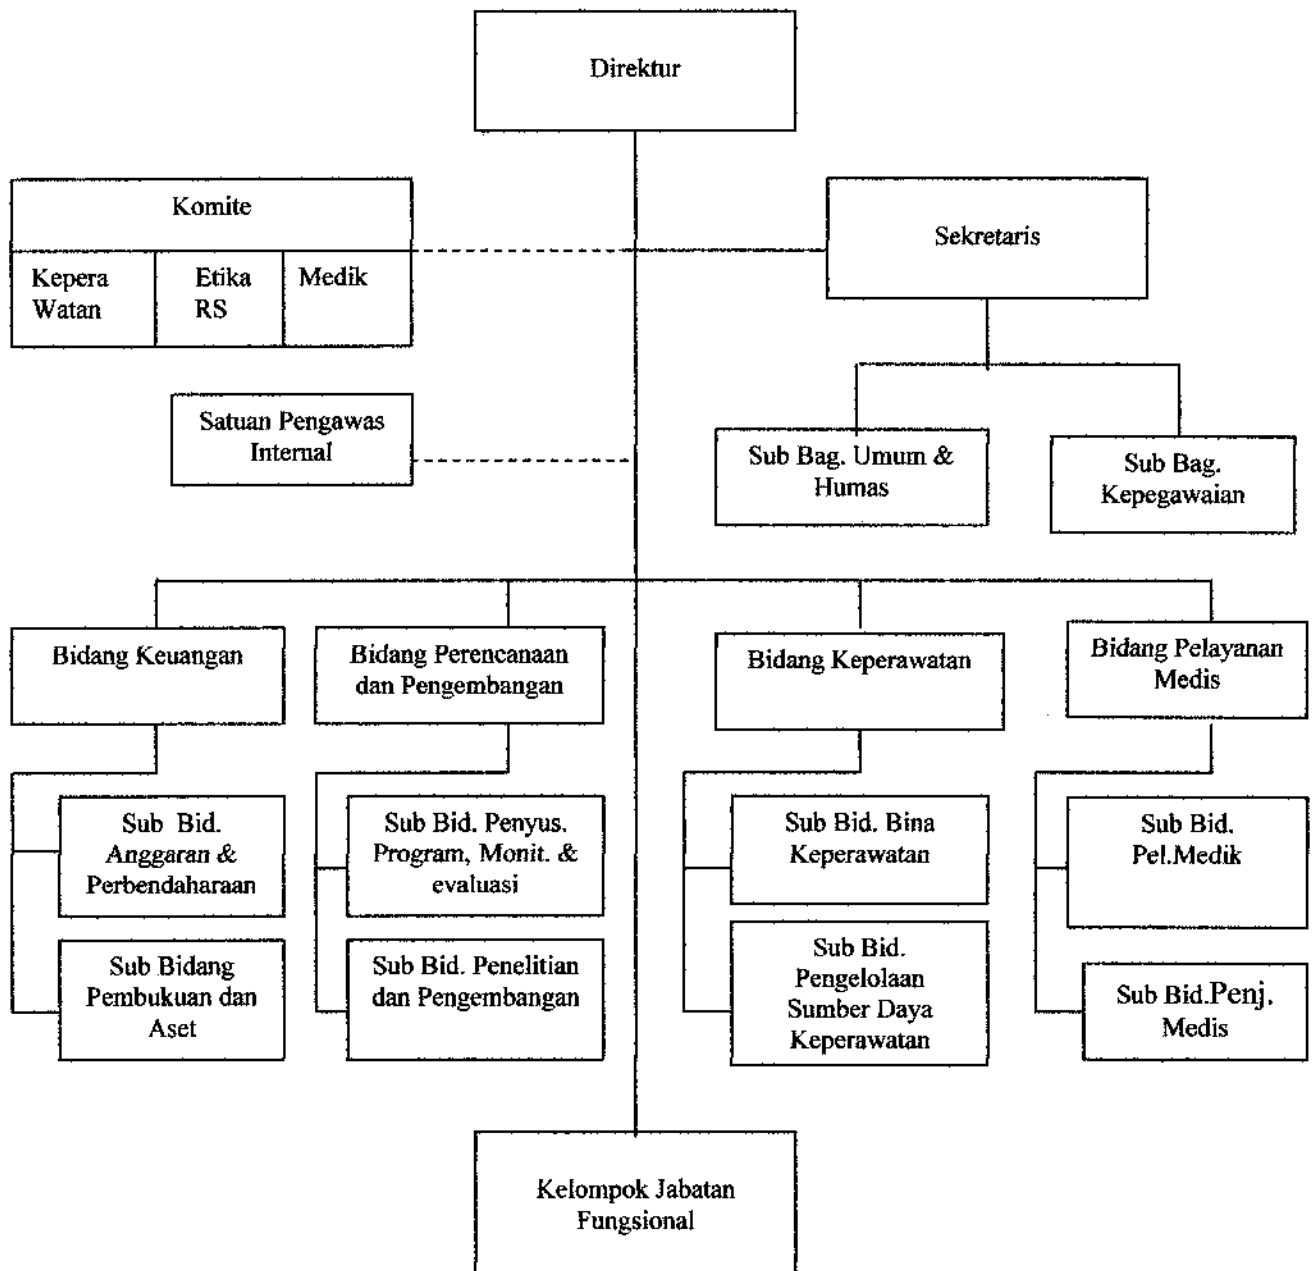 Direktur
Komite
Sekretaris
Kepera
Watan
Etika
RS
Medik
Satuan Pengawas
Internal
Sub Bag. Umum &
Humas
Sub Bag.
Kepegawaian
Bidang Keuangan
Bidang Perencanaan
dan Pengembangan
Bidang Keperawatan
Bidang Pelayanan
Medis
Sub Bid.
Anggaran &
Perbendaharaan
Sub Bid. Penyus.
Program, Monit. &
evaluasi
Sub Bid. Bina
Keperawatan
Sub Bid.
Pel.Medik
Sub Bidang
Pembukuan dan
Aset
Sub Bid. Penelitian
dan Pengembangan
Sub Bid.
Pengelolaan
Sumber Daya
Keperawatan
Sub Bid.Penj.
Medis
Kelompok Jabatan
Fungsional